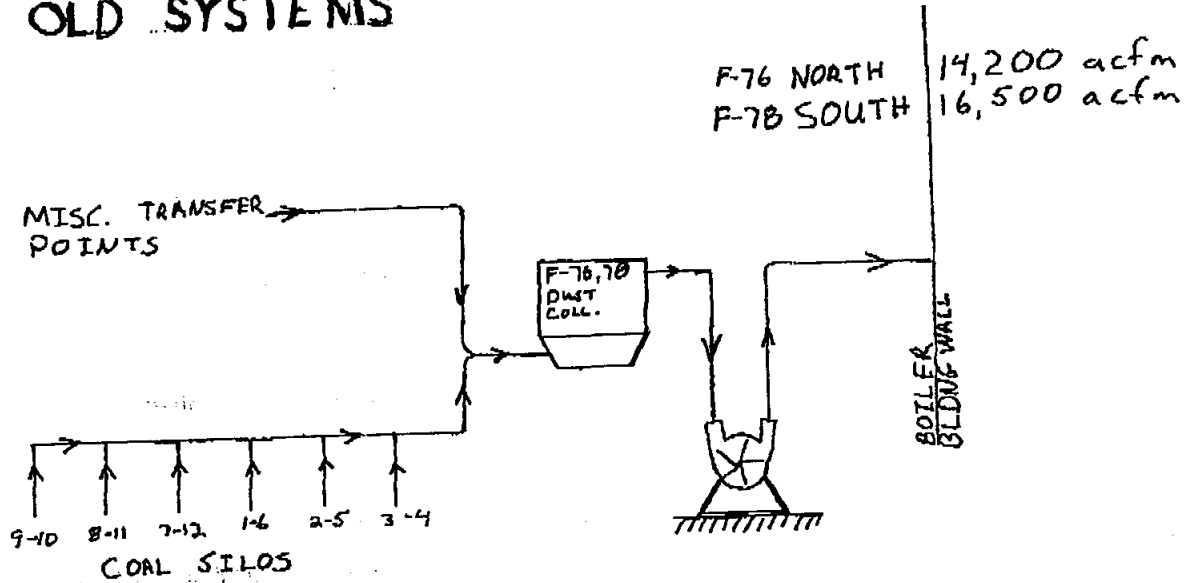 OLD SYSTEMS
F-76 NORTH 14,200 acfm
F-78 SOUTH 16,500 acfm
MISC. TRANSFER
POINTS
F-76,78
DUST
COLL.
BOILER
BLDNG WALL
9-10 8-11 7-12 1-6 2-5 3-4
COAL SILOS